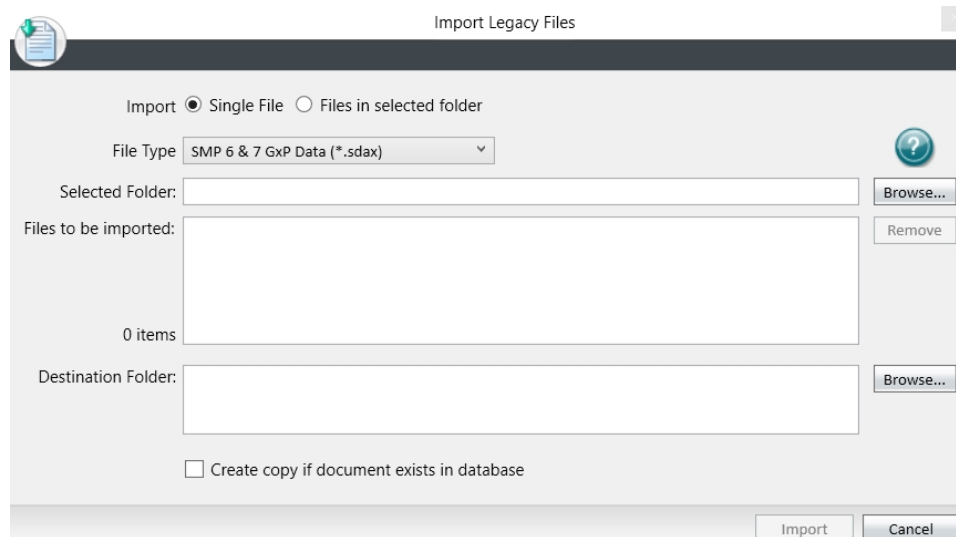 Import Legacy Files
Import Single File Files in selected folder
File Type SMP 6 & 7 GxP Data (*.sdax)
?
Selected Folder: Browse...
Files to be imported: Remove
0 items
Destination Folder: Browse...
Create copy if document exists in database
Import Cancel